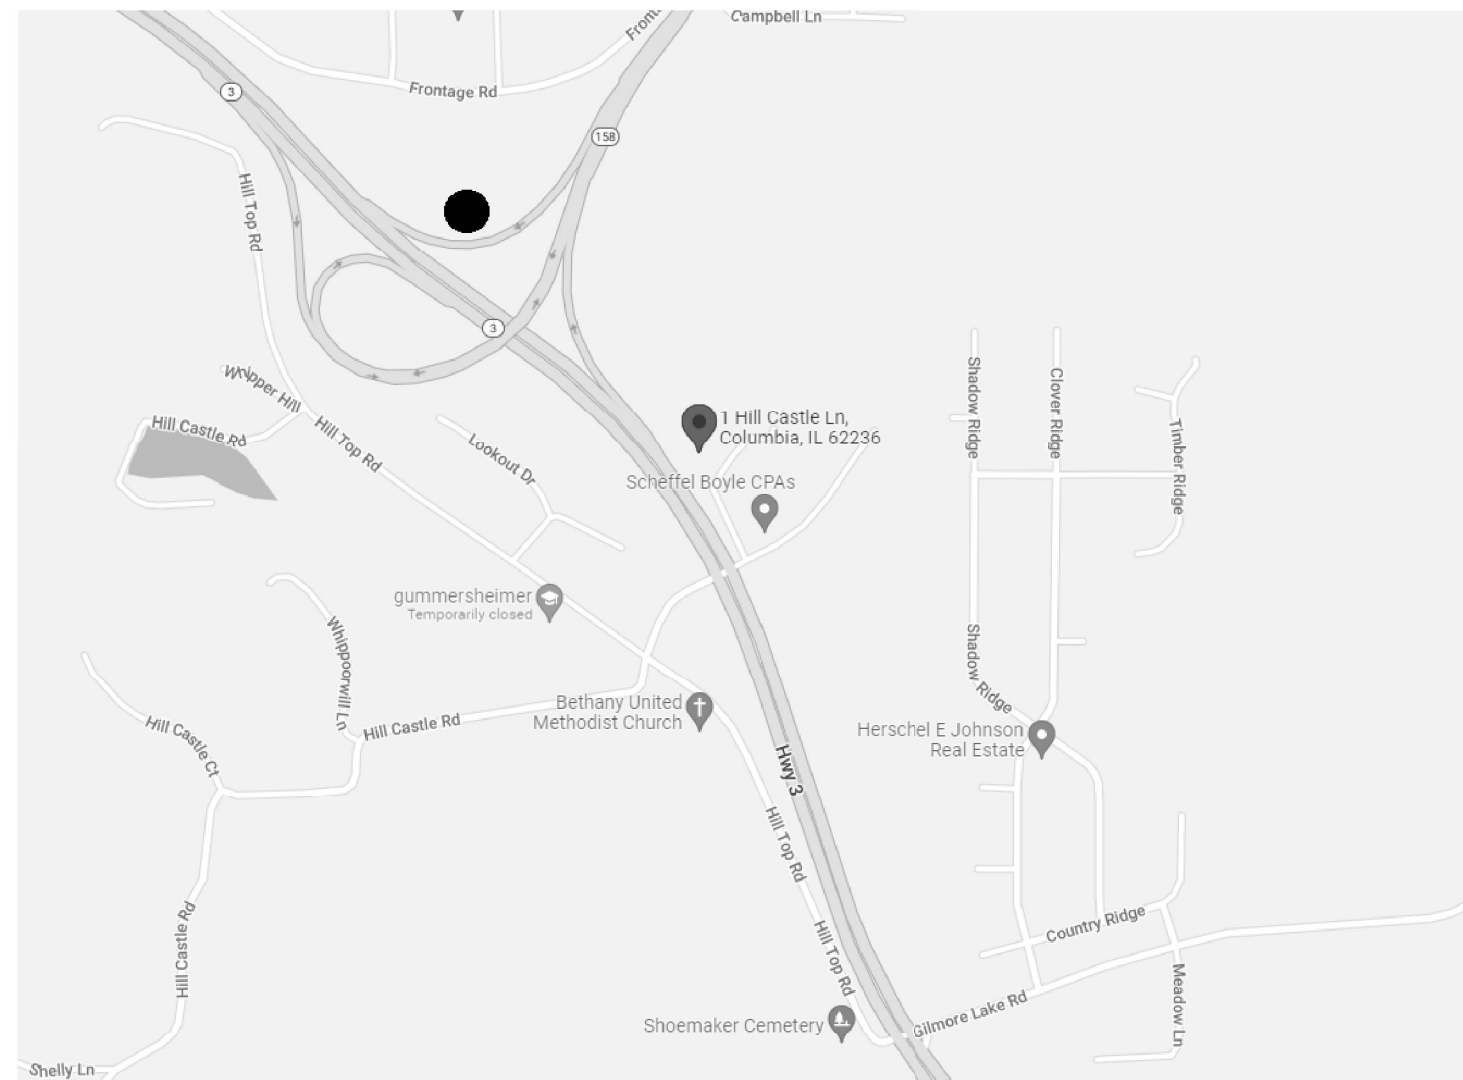 Campbell Ln
Frontage Rd
3
158
Hill Top Rd
3
Whipper Hill
Hill Castle Rd
Hill Top Rd
Lookout Dr
1 Hill Castle Ln,
Columbia, IL 62236
Scheffel Boyle CPAs
Shadow Ridge
Clover Ridge
Timber Ridge
gummersheimer
Temporarily closed
Whippoorwill Ln
Shadow Ridge
Bethany United
Methodist Church
Hill Castle Rd
Hill Castle Ct
Herschel E Johnson
Real Estate
Hwy 3
Hill Top Rd
Country Ridge
Hill Castle Rd
Hill Top Rd
Meadow Ln
Gilmore Lake Rd
Shoemaker Cemetery
Shelly Ln